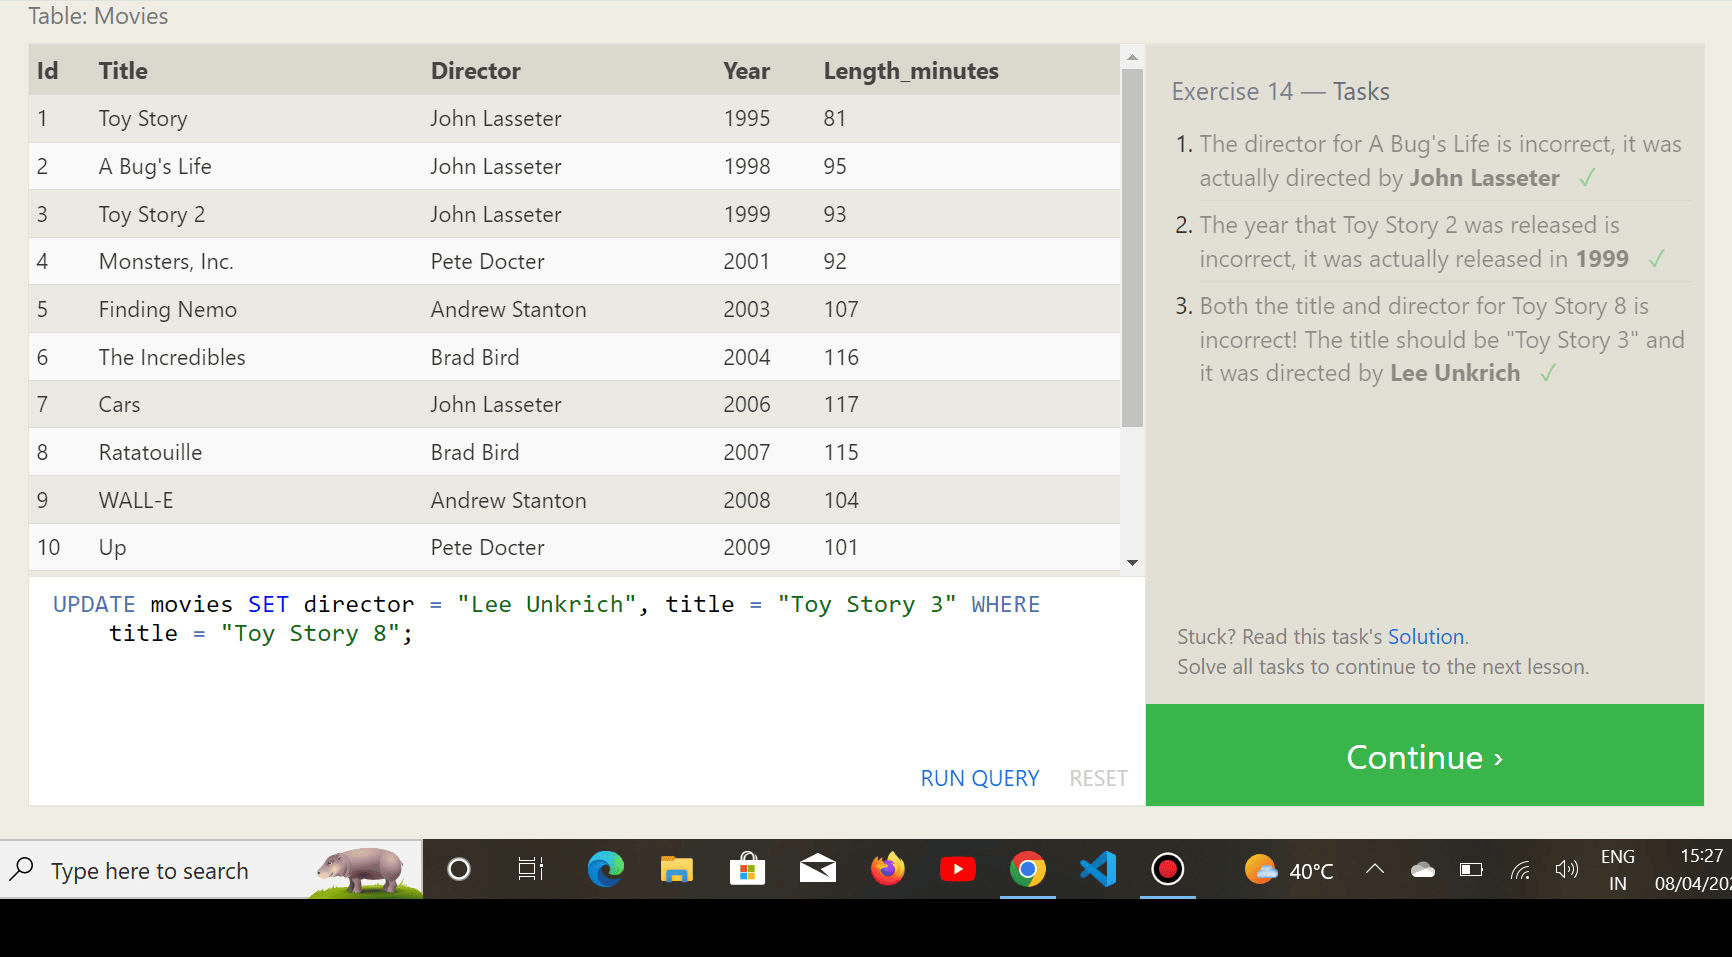 Table: Movies
Id Title Director Year Length_minutes
1 Toy Story John Lasseter 1995 81
2 A Bug's Life John Lasseter 1998 95
3 Toy Story 2 John Lasseter 1999 93
4 Monsters, Inc. Pete Docter 2001 92
5 Finding Nemo Andrew Stanton 2003 107
6 The Incredibles Brad Bird 2004 116
7 Cars John Lasseter 2006 117
8 Ratatouille Brad Bird 2007 115
9 WALL-E Andrew Stanton 2008 104
10 Up Pete Docter 2009 101
UPDATE movies SET director = "Lee Unkrich", title = "Toy Story 3" WHERE
title = "Toy Story 8";
RUN QUERY RESET
Exercise 14 — Tasks
1. The director for A Bug's Life is incorrect, it was
actually directed by John Lasseter ✓
2. The year that Toy Story 2 was released is
incorrect, it was actually released in 1999 ✓
3. Both the title and director for Toy Story 8 is
incorrect! The title should be "Toy Story 3" and
it was directed by Lee Unkrich ✓
Stuck? Read this task's Solution.
Solve all tasks to continue to the next lesson.
Continue ›
Type here to search
40°C
ENG
IN
15:27
08/04/202